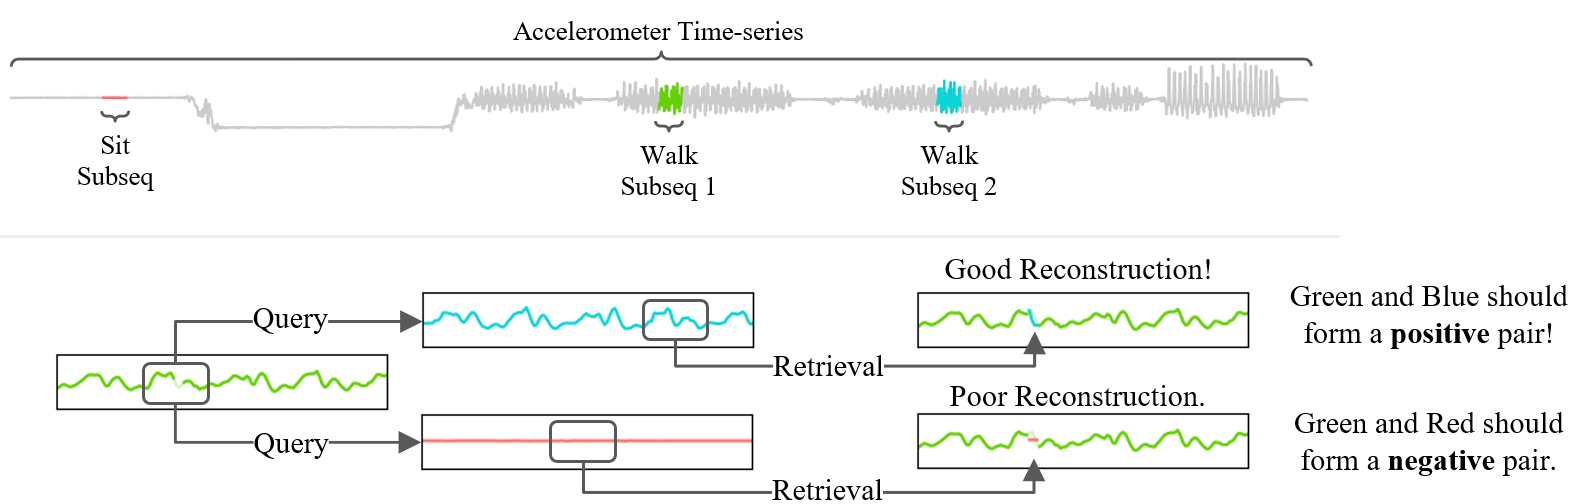 Accelerometer Time-series
Sit
Subseq
Walk
Subseq 1
Walk
Subseq 2
Good Reconstruction!
Query
Green and Blue should
form a positive pair!
Retrieval
Poor Reconstruction.
Query
Green and Red should
form a negative pair.
Retrieval